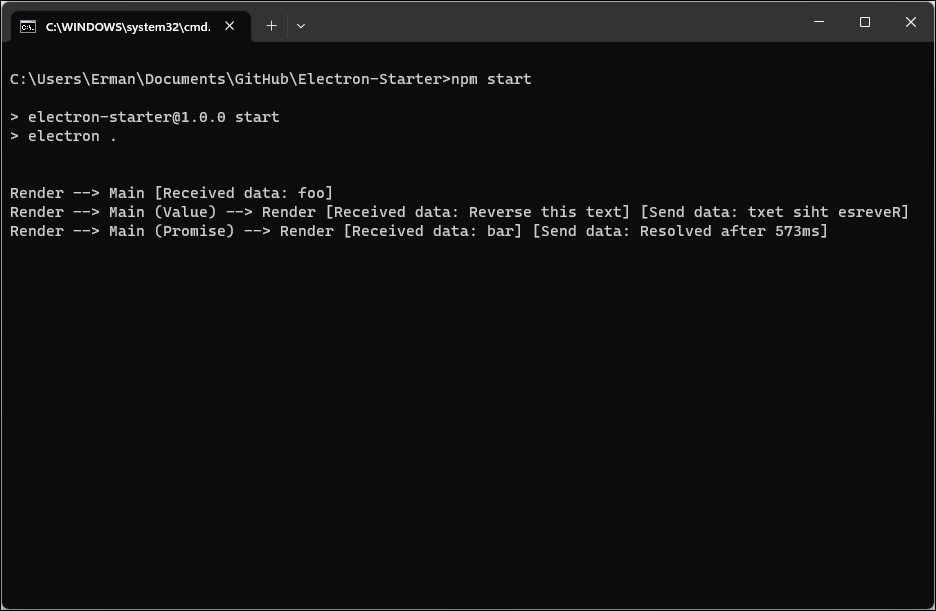 C:\WINDOWS\system32\cmd.
C:\Users\Erman\Documents\GitHub\Electron-Starter>npm start
> electron-starter@1.0.0 start
> electron .
Render --> Main [Received data: foo]
Render --> Main (Value) --> Render [Received data: Reverse this text] [Send data: txet siht esreveR]
Render --> Main (Promise) --> Render [Received data: bar] [Send data: Resolved after 573ms]